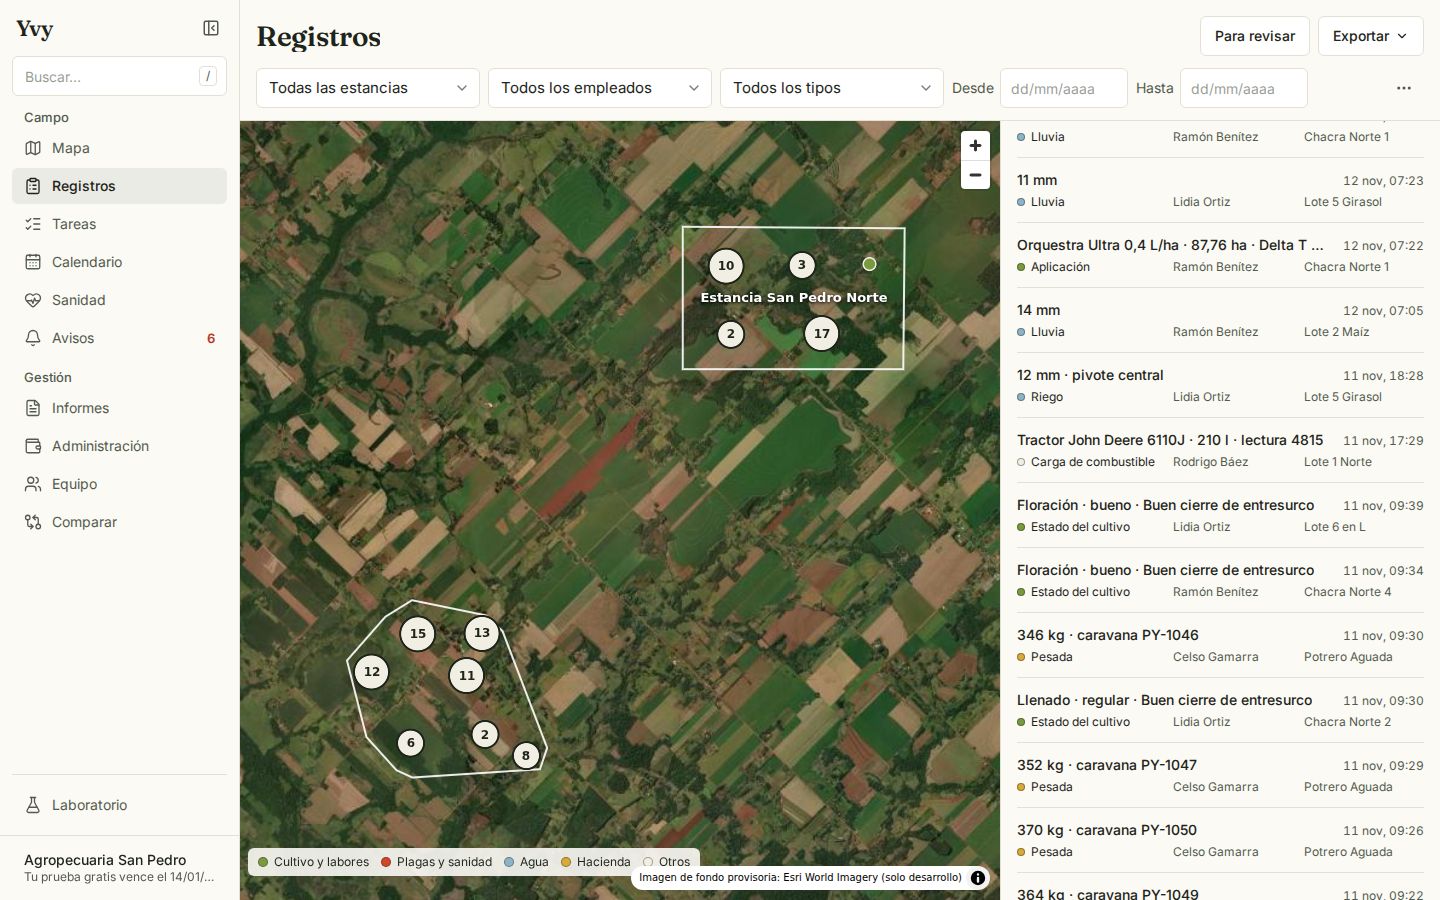 Yvy
Buscar...
/
Campo
Mapa
Registros
Tareas
Calendario
Sanidad
Avisos 6
Gestión
Informes
Administración
Equipo
Comparar
Laboratorio
Agropecuaria San Pedro
Tu prueba gratis vence el 14/01/...
Registros
Para revisar
Exportar
Todas las estancias
Todos los empleados
Todos los tipos
Desde
dd/mm/aaaa
Hasta
dd/mm/aaaa
+
−
10
3
Estancia San Pedro Norte
2
17
15
13
12
11
6
2
8
Cultivo y labores
Plagas y sanidad
Agua
Hacienda
Otros
Imagen de fondo provisoria: Esri World Imagery (solo desarrollo)
Lluvia Ramón Benítez Chacra Norte 1
11 mm 12 nov, 07:23
Lluvia Lidia Ortiz Lote 5 Girasol
Orquestra Ultra 0,4 L/ha · 87,76 ha · Delta T ... 12 nov, 07:22
Aplicación Ramón Benítez Chacra Norte 1
14 mm 12 nov, 07:05
Lluvia Ramón Benítez Lote 2 Maíz
12 mm · pivote central 11 nov, 18:28
Riego Lidia Ortiz Lote 5 Girasol
Tractor John Deere 6110J · 210 l · lectura 4815 11 nov, 17:29
Carga de combustible Rodrigo Báez Lote 1 Norte
Floración · bueno · Buen cierre de entresurco 11 nov, 09:39
Estado del cultivo Lidia Ortiz Lote 6 en L
Floración · bueno · Buen cierre de entresurco 11 nov, 09:34
Estado del cultivo Ramón Benítez Chacra Norte 4
346 kg · caravana PY-1046 11 nov, 09:30
Pesada Celso Gamarra Potrero Aguada
Llenado · regular · Buen cierre de entresurco 11 nov, 09:30
Estado del cultivo Lidia Ortiz Chacra Norte 2
352 kg · caravana PY-1047 11 nov, 09:29
Pesada Celso Gamarra Potrero Aguada
370 kg · caravana PY-1050 11 nov, 09:26
Pesada Celso Gamarra Potrero Aguada
364 kg · caravana PY-1049 11 nov, 09:22